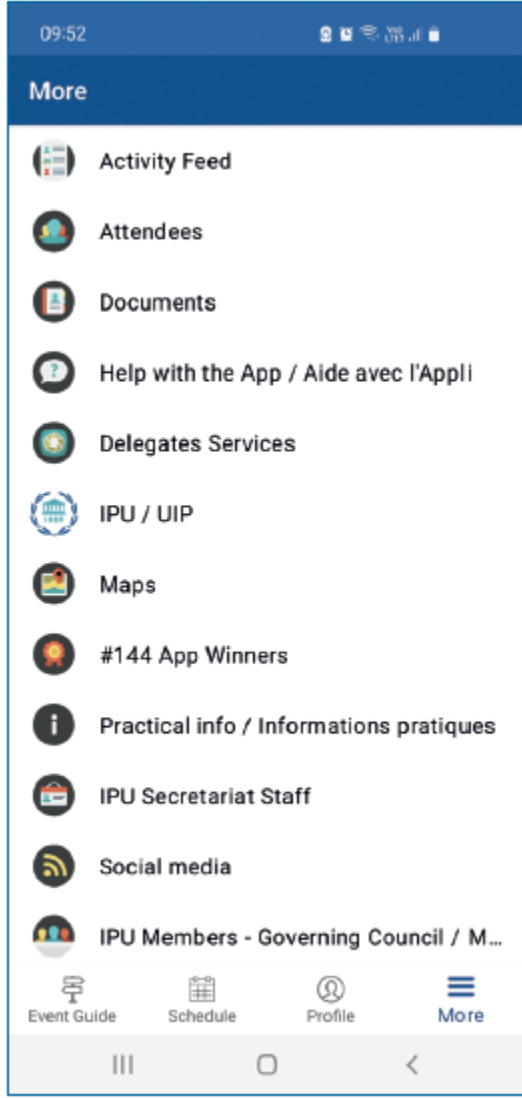 09:52
More
Activity Feed
Attendees
Documents
Help with the App / Aide avec l'Appli
Delegates Services
IPU / UIP
Maps
#144 App Winners
Practical info / Informations pratiques
IPU Secretariat Staff
Social media
IPU Members - Governing Council / M...
Event Guide
Schedule
Profile
More